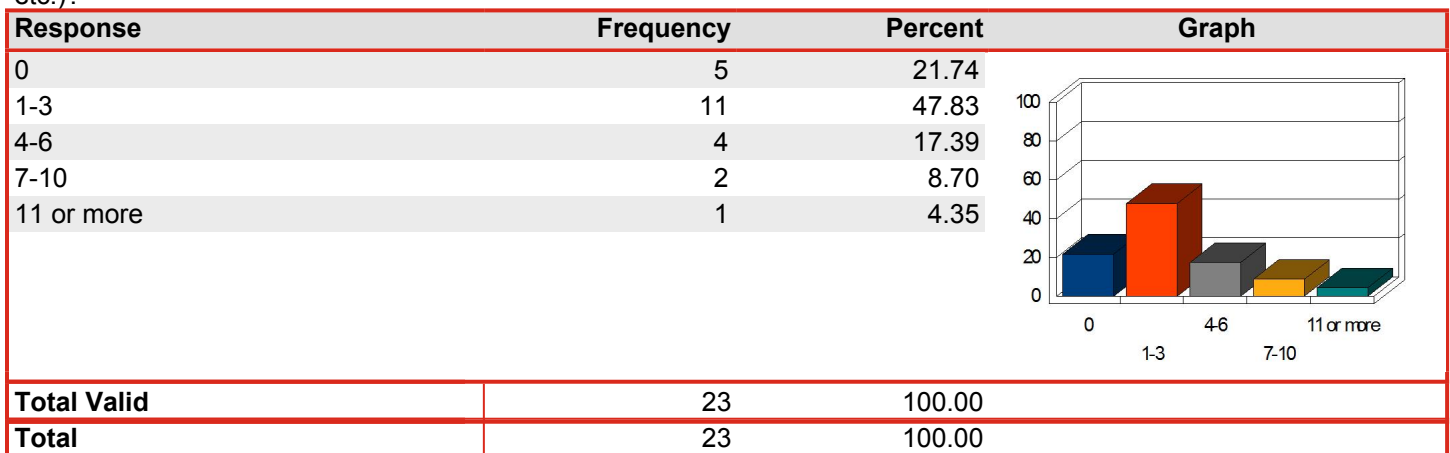 etc.)?
Response Frequency Percent Graph
0 5 21.74
1-3 11 47.83
4-6 4 17.39
7-10 2 8.70
11 or more 1 4.35
100
80
60
40
20
0
0 4-6 11 or more
1-3 7-10
Total Valid 23 100.00
Total 23 100.00